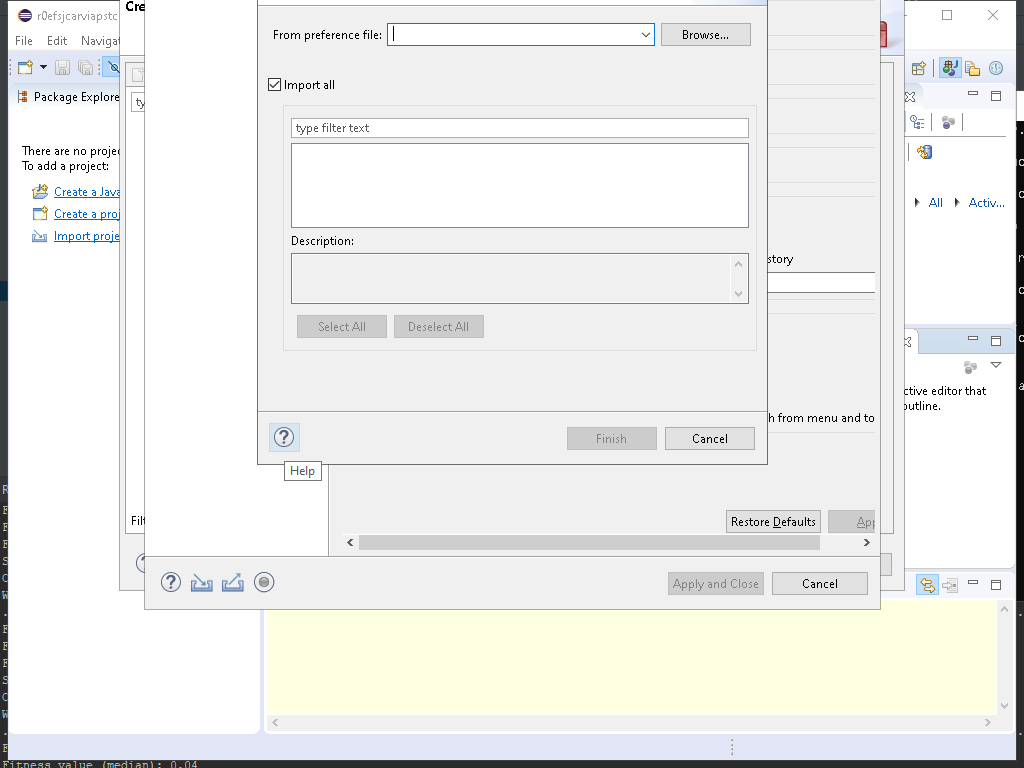 r0efsjcarviapstc
Cre
File Edit Navigat
Package Explore
ty
There are no projec
To add a project:
Create a Java
Create a proj
Import proje
From preference file:
Browse...
Import all
type filter text
Description:
Select All
Deselect All
Finish
Cancel
Help
All
Activ...
story
ctive editor that
outline.
h from menu and to
Filt
Restore Defaults
App
Apply and Close
Cancel
Fitness value (median): 0.04